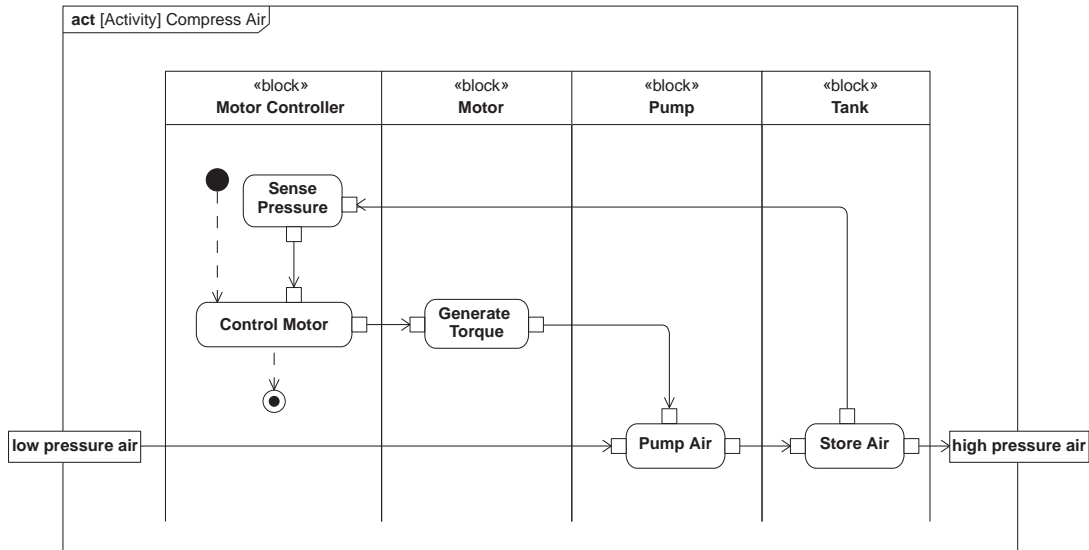 act [Activity] Compress Air
«block»
Motor Controller
«block»
Motor
«block»
Pump
«block»
Tank
Sense
Pressure
Control Motor
Generate
Torque
low pressure air
Pump Air
Store Air
high pressure air